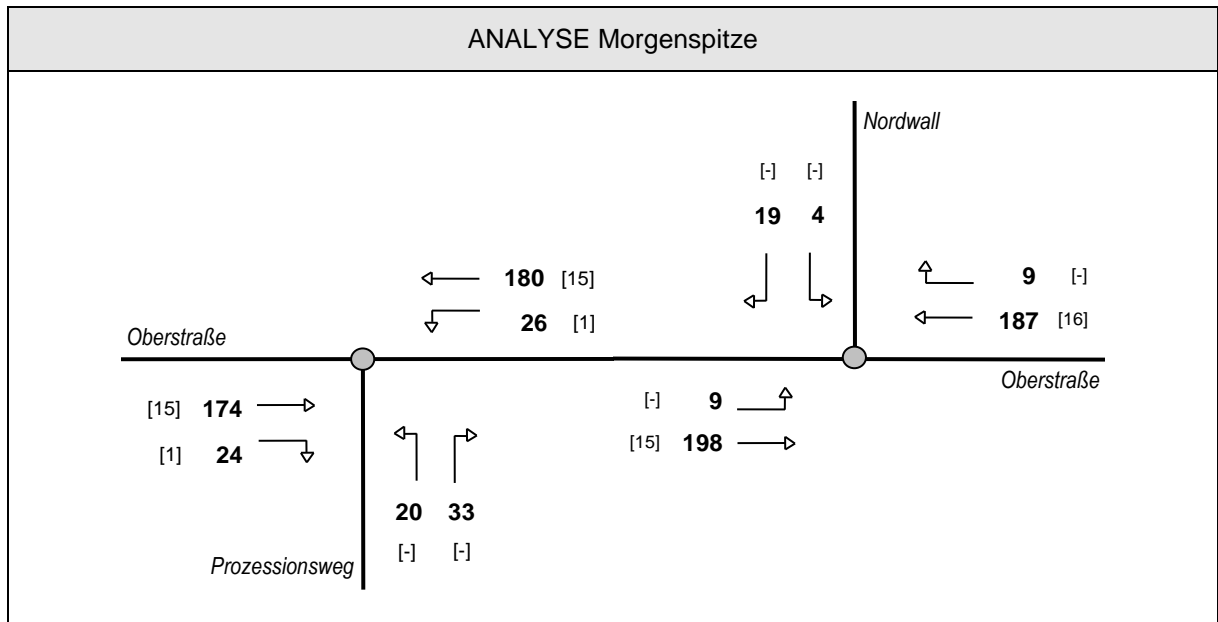 ANALYSE Morgenspitze
Nordwall
[-] [-]
19 4
180 [15]
26 [1]
9 [-]
187 [16]
Oberstraße
Oberstraße
[15] 174
[1] 24
[-] 9
[15] 198
20 33
[-] [-]
Prozessionsweg